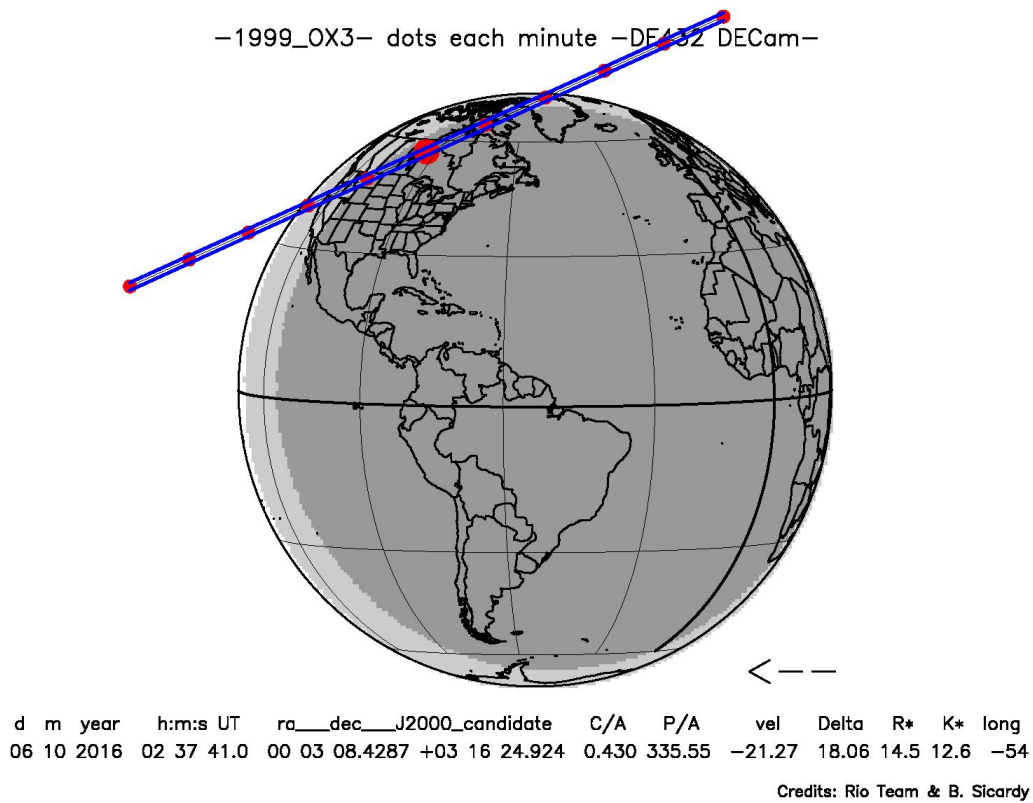 -1999_OX3- dots each minute -DE432 DECam-
d m year h:m:s UT ra___dec___J2000_candidate C/A P/A vel Delta R* K* long
06 10 2016 02 37 41.0 00 03 08.4287 +03 16 24.924 0.430 335.55 -21.27 18.06 14.5 12.6 -54
Credits: Rio Team & B. Sicardy